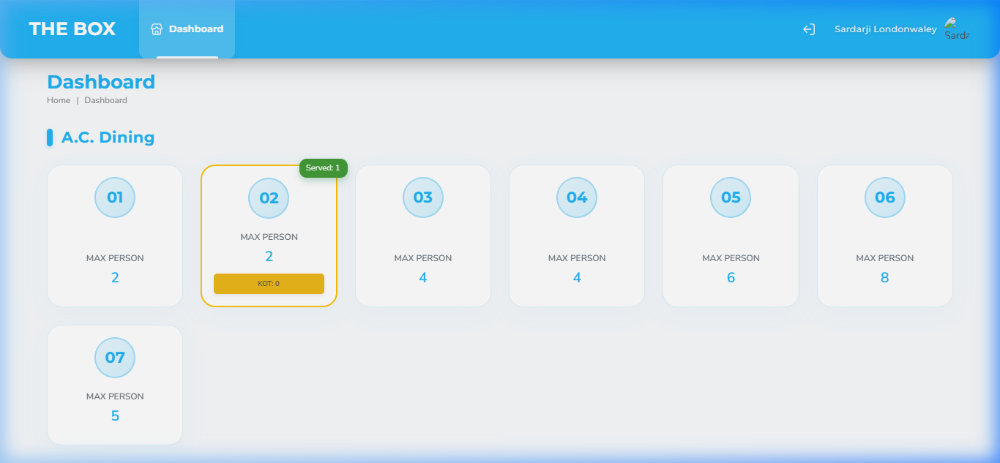 THE BOX
Dashboard
Sardarji Londonwaley
Sarda
Dashboard
Home | Dashboard
A.C. Dining
01
MAX PERSON
2
Served: 1
02
MAX PERSON
2
KOT: 0
03
MAX PERSON
4
04
MAX PERSON
4
05
MAX PERSON
6
06
MAX PERSON
8
07
MAX PERSON
5